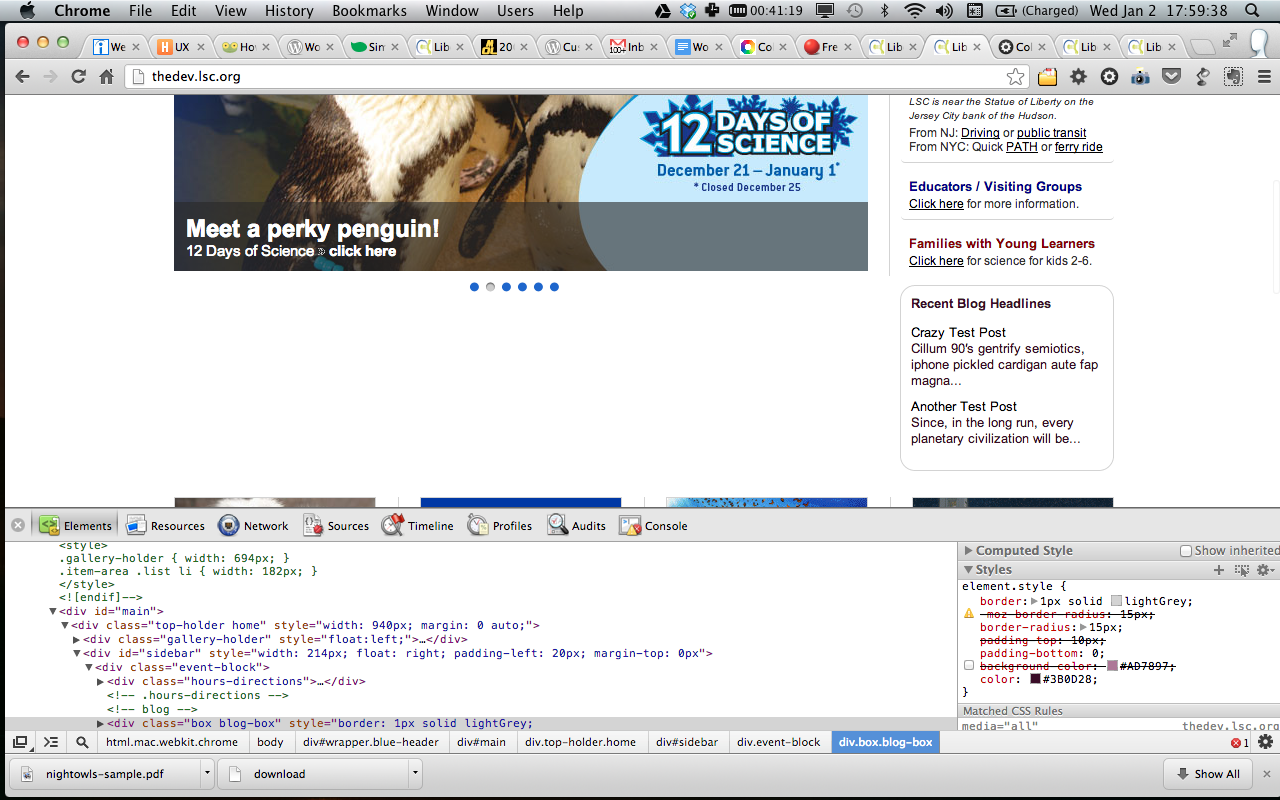 Chrome File Edit View History Bookmarks Window Users Help 00:41:19 (Charged) Wed Jan 2 17:59:38
We UX Ho Wo Sin Lib 20 Cu Inb Wo Co Fre Lib Lib Col Lib Lib
thedev.lsc.org
LSC is near the Statue of Liberty on the
Jersey City bank of the Hudson.
From NJ: Driving or public transit
From NYC: Quick PATH or ferry ride
12 DAYS OF
SCIENCE
December 21 – January 1*
* Closed December 25
Educators / Visiting Groups
Click here for more information.
Meet a perky penguin!
12 Days of Science » click here
Families with Young Learners
Click here for science for kids 2-6.
Recent Blog Headlines
Crazy Test Post
Cillum 90's gentrify semiotics,
iphone pickled cardigan aute fap
magna...
Another Test Post
Since, in the long run, every
planetary civilization will be...
Elements Resources Network Sources Timeline Profiles Audits Console
<style>
.gallery-holder { width: 694px; }
.item-area .list li { width: 182px; }
</style>
<![endif]-->
▼<div id="main">
▼<div class="top-holder home" style="width: 940px; margin: 0 auto;">
▶<div class="gallery-holder" style="float:left;">…</div>
▼<div id="sidebar" style="width: 214px; float: right; padding-left: 20px; margin-top: 0px">
▼<div class="event-block">
▶<div class="hours-directions">…</div>
<!-- .hours-directions -->
<!-- blog -->
▶<div class="box blog-box" style="border: 1px solid lightGrey;
▶ Computed Style Show inherited
▼ Styles
element.style {
border:▶1px solid lightGrey;
-moz-border-radius: 15px;
border-radius:▶15px;
padding-top: 10px;
padding-bottom: 0;
background-color: #AD7897;
color: #3B0D28;
}
Matched CSS Rules
media="all" thedev.lsc.org
html.mac.webkit.chrome body div#wrapper.blue-header div#main div.top-holder.home div#sidebar div.event-block div.box.blog-box 1
nightowls-sample.pdf download Show All